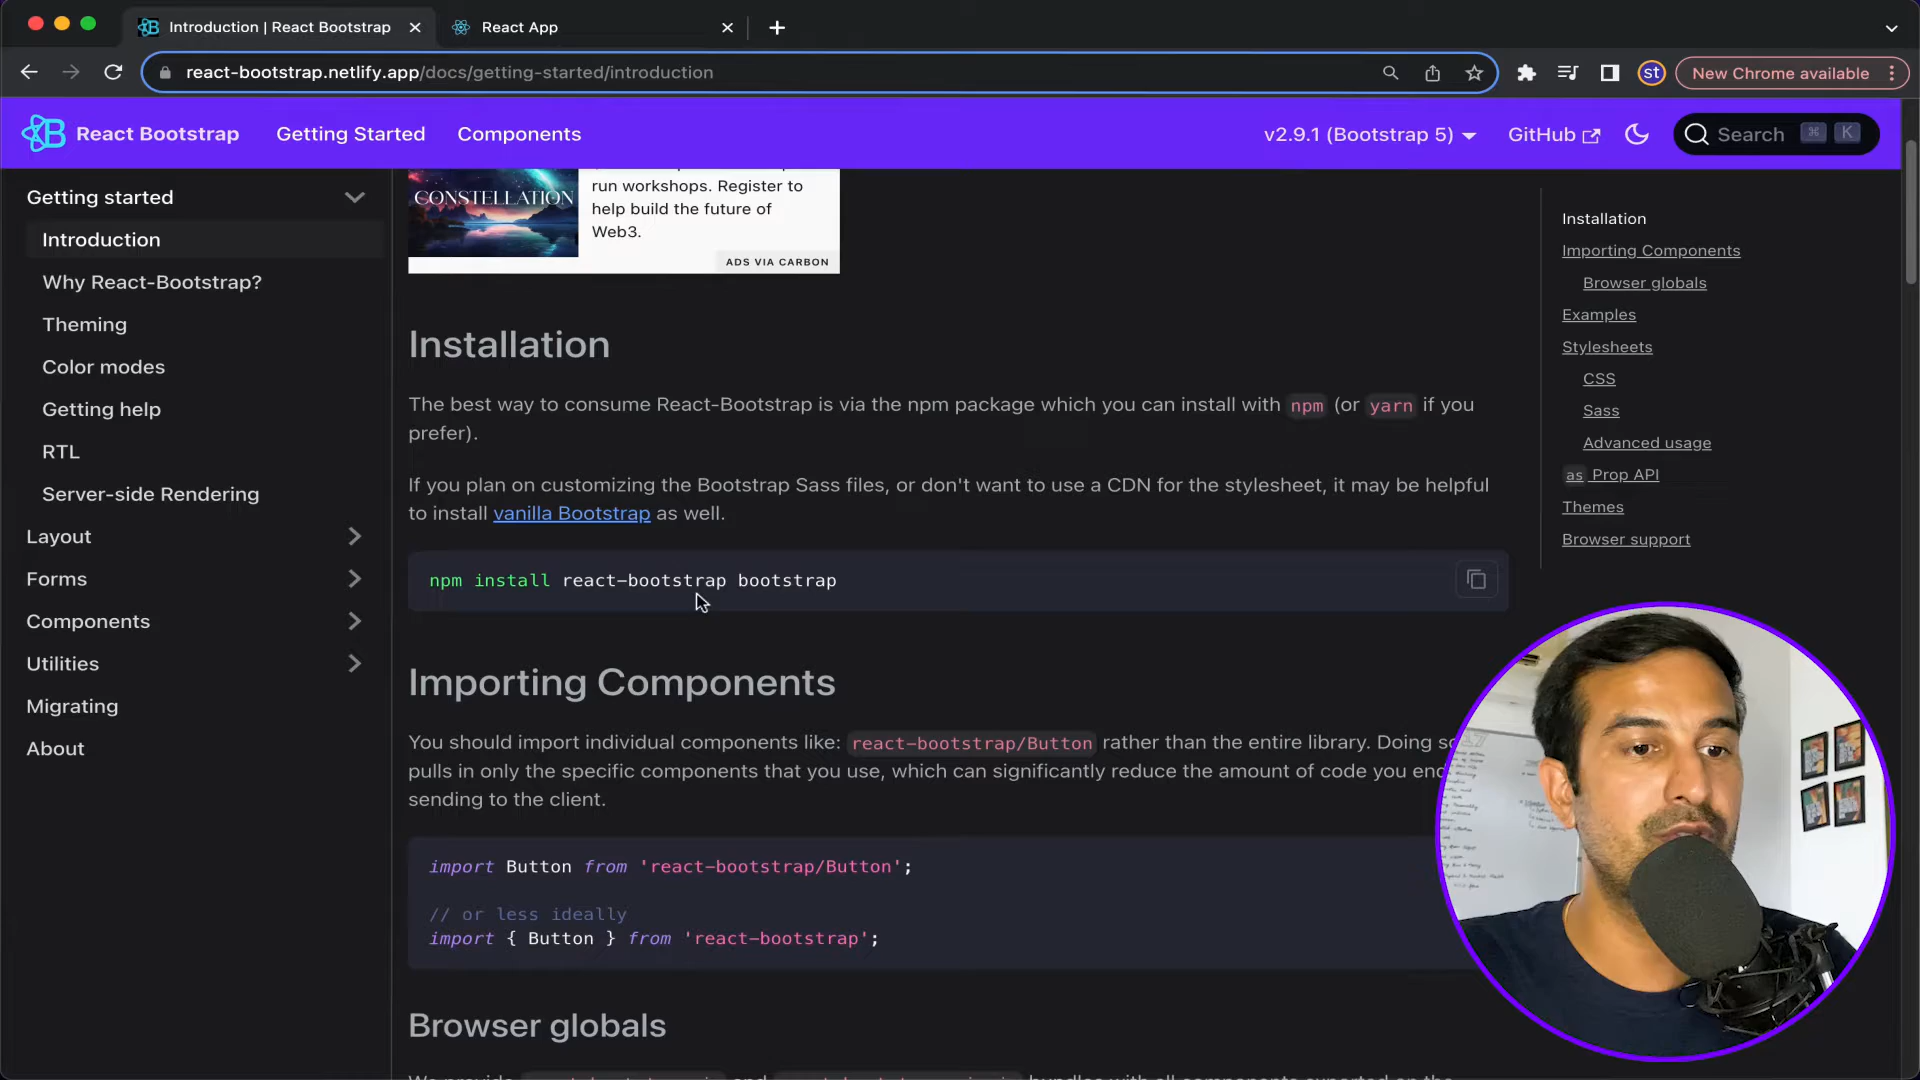 Introduction | React Bootstrap
React App
react-bootstrap.netlify.app/docs/getting-started/introduction
st
New Chrome available
React Bootstrap
Getting Started
Components
v2.9.1 (Bootstrap 5)
GitHub
Search ⌘ K
Getting started
Introduction
Why React-Bootstrap?
Theming
Color modes
Getting help
RTL
Server-side Rendering
Layout
Forms
Components
Utilities
Migrating
About
CONSTELLATION
run workshops. Register to
help build the future of
Web3.
ADS VIA CARBON
Installation
The best way to consume React-Bootstrap is via the npm package which you can install with npm (or yarn if you
prefer).
If you plan on customizing the Bootstrap Sass files, or don't want to use a CDN for the stylesheet, it may be helpful
to install vanilla Bootstrap as well.
npm install react-bootstrap bootstrap
Importing Components
You should import individual components like: react-bootstrap/Button rather than the entire library. Doing so
pulls in only the specific components that you use, which can significantly reduce the amount of code you end
sending to the client.
import Button from 'react-bootstrap/Button';
// or less ideally
import { Button } from 'react-bootstrap';
Browser globals
Installation
Importing Components
Browser globals
Examples
Stylesheets
CSS
Sass
Advanced usage
as Prop API
Themes
Browser support